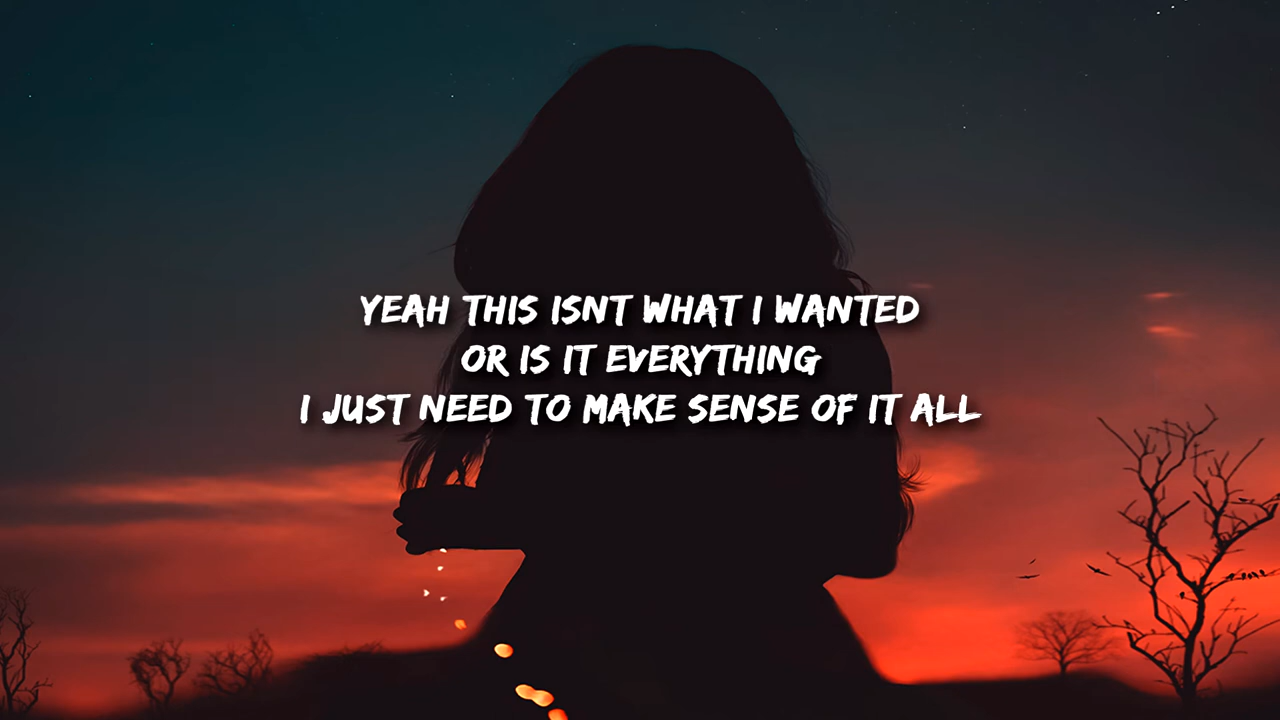 YEAH THIS ISNT WHAT I WANTED
OR IS IT EVERYTHING
I JUST NEED TO MAKE SENSE OF IT ALL